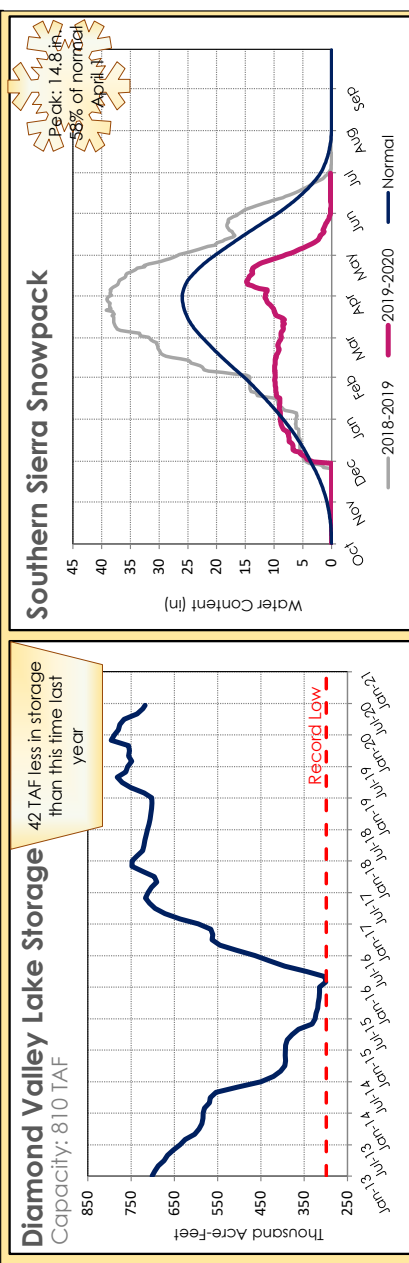 Diamond Valley Lake Storage
Capacity: 810 TAF
42 TAF less in storage
than this time last
year
850
750
650
550
450
350
250
Thousand Acre-Feet
Record Low
Jan-13
Jul-13
Jan-14
Jul-14
Jan-15
Jul-15
Jan-16
Jul-16
Jan-17
Jul-17
Jan-18
Jul-18
Jan-19
Jul-19
Jan-20
Jul-20
Jan-21
Southern Sierra Snowpack
Peak: 14.8 in.
58% of normal
April 1
45
40
35
30
25
20
15
10
5
0
Water Content (in)
Oct
Nov
Dec
Jan
Feb
Mar
Apr
May
Jun
Jul
Aug
Sep
2018-2019
2019-2020
Normal